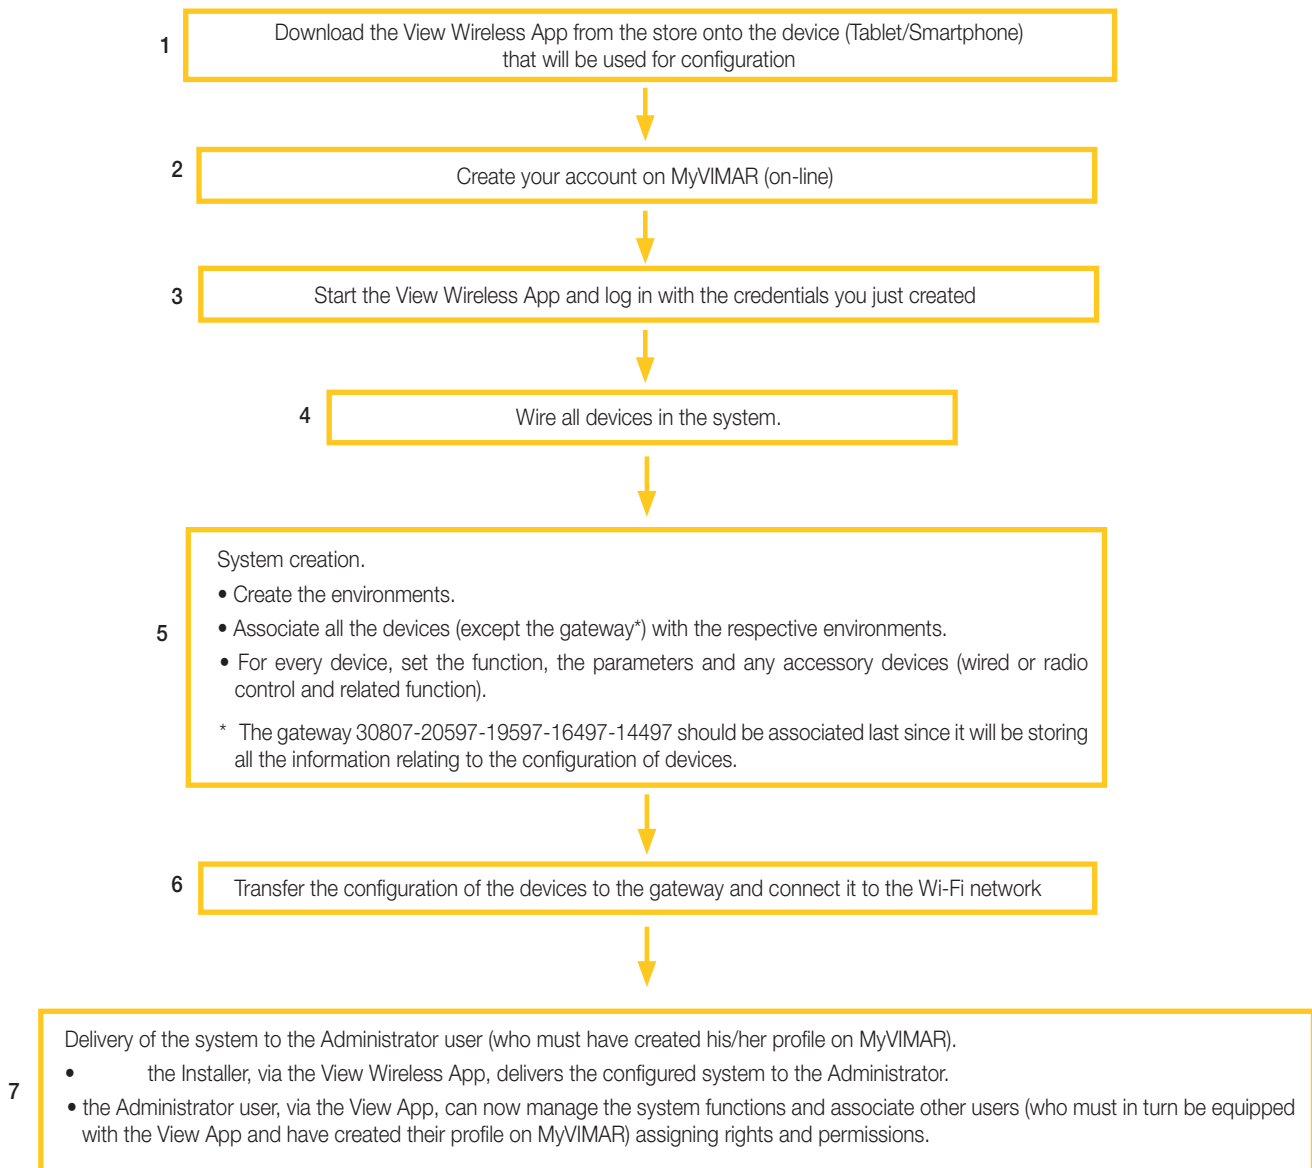 1
Download the View Wireless App from the store onto the device (Tablet/Smartphone)
that will be used for configuration
2
Create your account on MyVIMAR (on-line)
3
Start the View Wireless App and log in with the credentials you just created
4
Wire all devices in the system.
5
System creation.
• Create the environments.
• Associate all the devices (except the gateway*) with the respective environments.
• For every device, set the function, the parameters and any accessory devices (wired or radio
control and related function).
* The gateway 30807-20597-19597-16497-14497 should be associated last since it will be storing
all the information relating to the configuration of devices.
6
Transfer the configuration of the devices to the gateway and connect it to the Wi-Fi network
7
Delivery of the system to the Administrator user (who must have created his/her profile on MyVIMAR).
• the Installer, via the View Wireless App, delivers the configured system to the Administrator.
• the Administrator user, via the View App, can now manage the system functions and associate other users (who must in turn be equipped
with the View App and have created their profile on MyVIMAR) assigning rights and permissions.